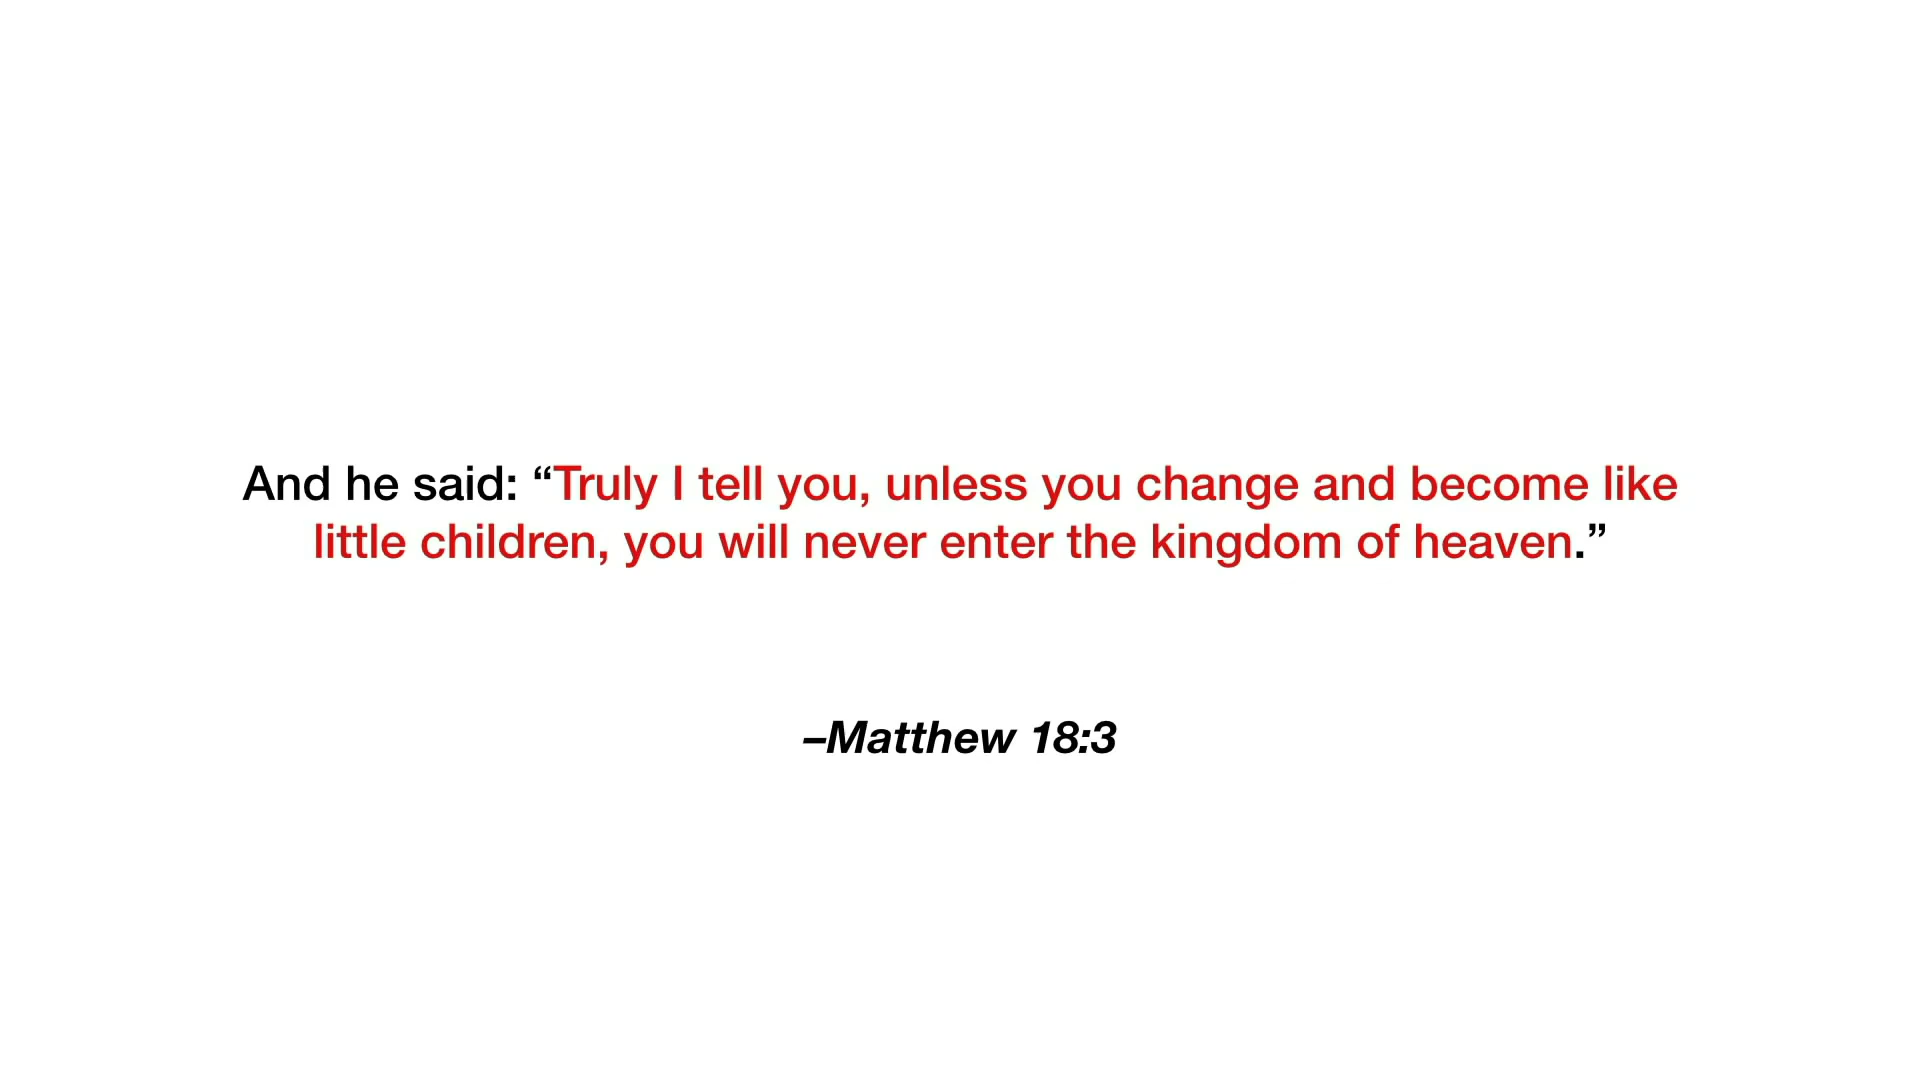 And he said: “Truly I tell you, unless you change and become like
little children, you will never enter the kingdom of heaven.”
–Matthew 18:3